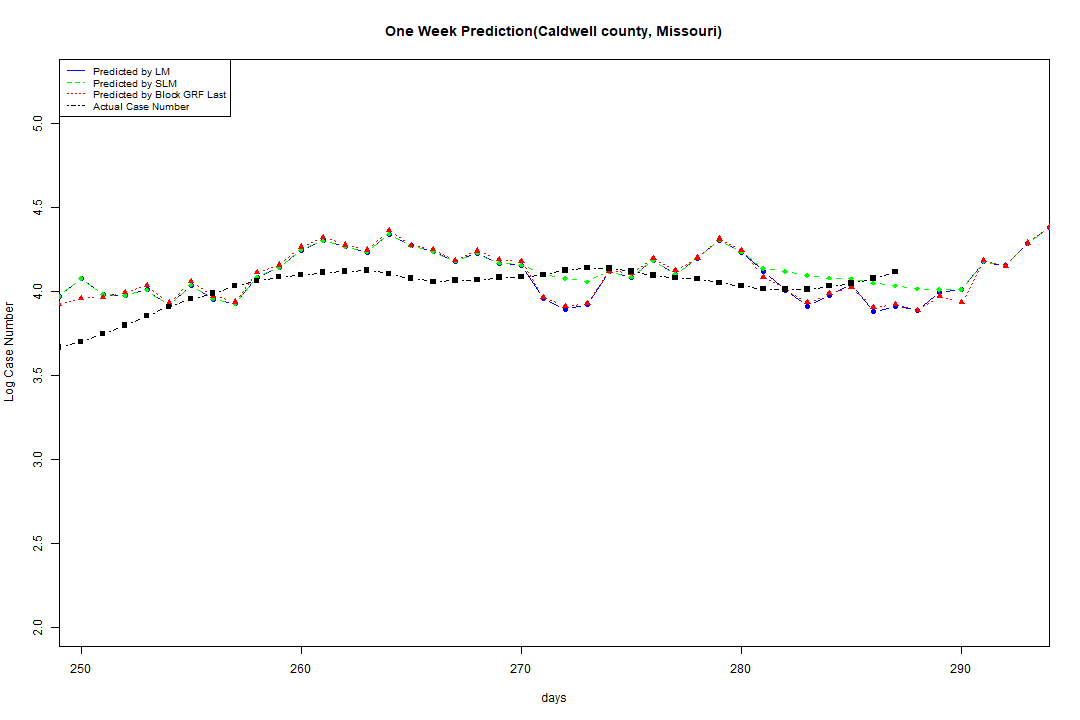 One Week Prediction(Caldwell county, Missouri)
Predicted by LM
Predicted by SLM
Predicted by Block GRF Last
Actual Case Number
5.0
4.5
4.0
3.5
3.0
2.5
2.0
Log Case Number
250 260 270 280 290
days